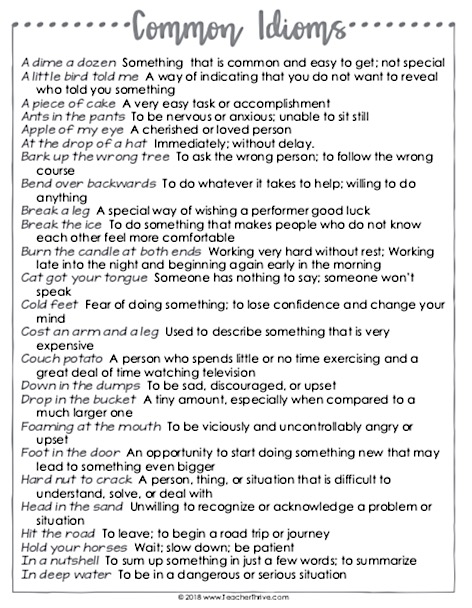 Common Idioms
A dime a dozen Something that is common and easy to get; not special
A little bird told me A way of indicating that you do not want to reveal
who told you something
A piece of cake A very easy task or accomplishment
Ants in the pants To be nervous or anxious; unable to sit still
Apple of my eye A cherished or loved person
At the drop of a hat Immediately; without delay.
Bark up the wrong tree To ask the wrong person; to follow the wrong
course
Bend over backwards To do whatever it takes to help; willing to do
anything
Break a leg A special way of wishing a performer good luck
Break the ice To do something that makes people who do not know
each other feel more comfortable
Burn the candle at both ends Working very hard without rest; Working
late into the night and beginning again early in the morning
Cat got your tongue Someone has nothing to say; someone won't
speak
Cold feet Fear of doing something; to lose confidence and change your
mind
Cost an arm and a leg Used to describe something that is very
expensive
Couch potato A person who spends little or no time exercising and a
great deal of time watching television
Down in the dumps To be sad, discouraged, or upset
Drop in the bucket A tiny amount, especially when compared to a
much larger one
Foaming at the mouth To be viciously and uncontrollably angry or
upset
Foot in the door An opportunity to start doing something new that may
lead to something even bigger
Hard nut to crack A person, thing, or situation that is difficult to
understand, solve, or deal with
Head in the sand Unwilling to recognize or acknowledge a problem or
situation
Hit the road To leave; to begin a road trip or journey
Hold your horses Wait; slow down; be patient
In a nutshell To sum up something in just a few words; to summarize
In deep water To be in a dangerous or serious situation
© 2018 www.TeacherThrive.com